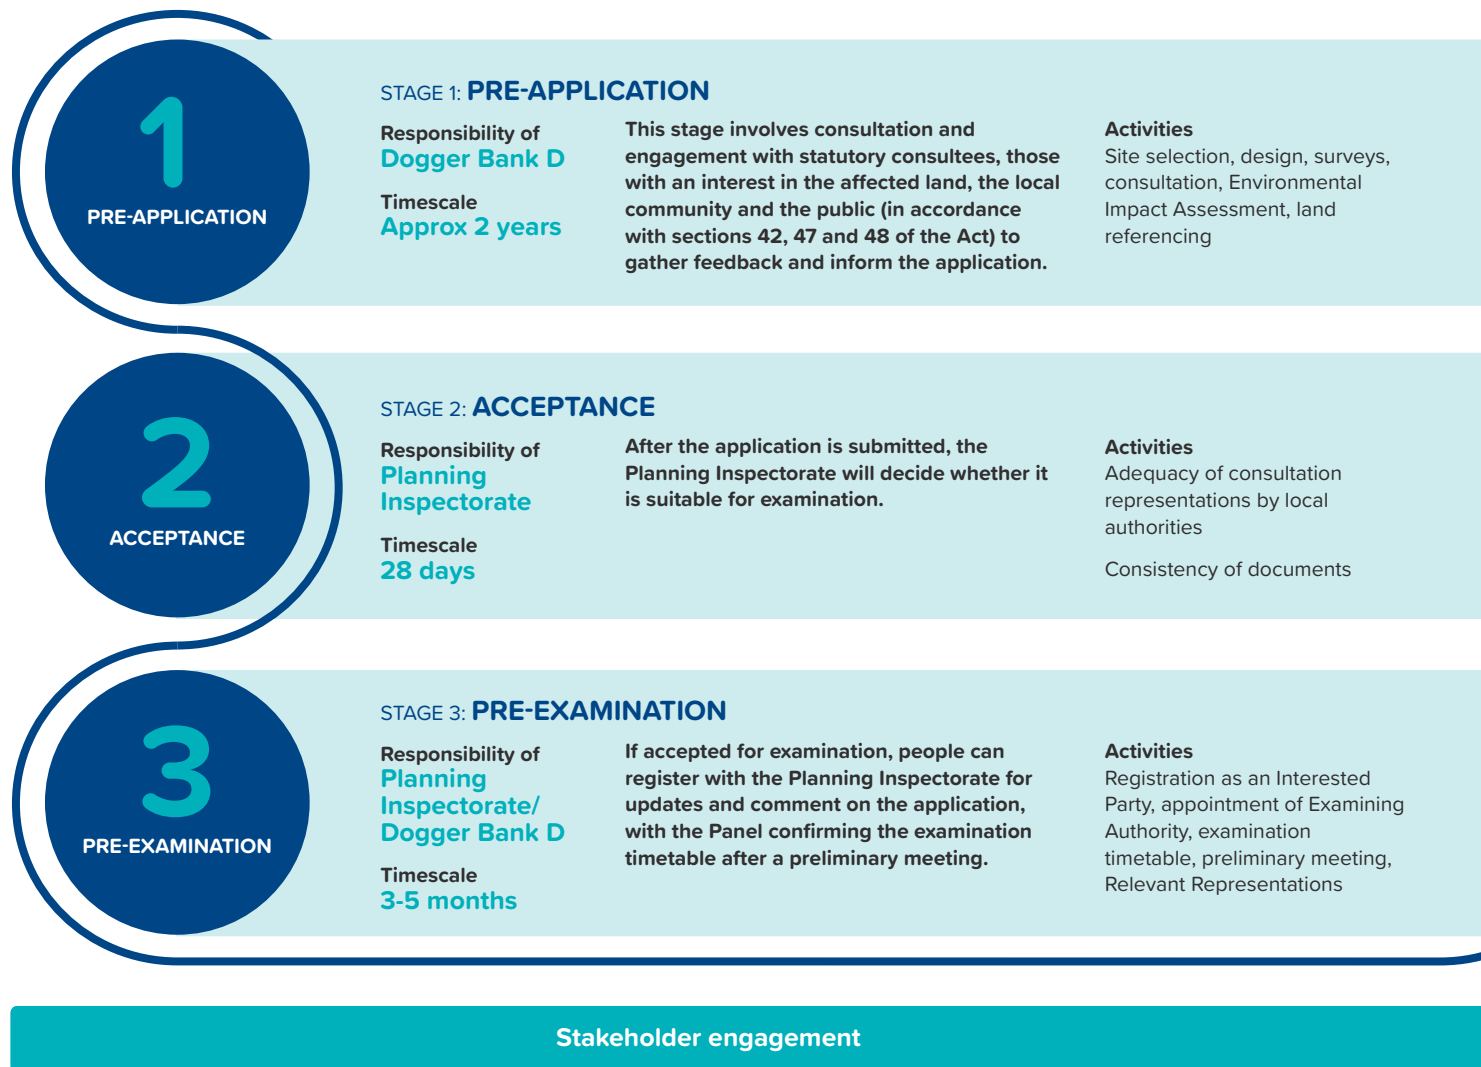 1
PRE-APPLICATION
STAGE 1: PRE-APPLICATION
Responsibility of
Dogger Bank D
Timescale
Approx 2 years
This stage involves consultation and
engagement with statutory consultees, those
with an interest in the affected land, the local
community and the public (in accordance
with sections 42, 47 and 48 of the Act) to
gather feedback and inform the application.
Activities
Site selection, design, surveys,
consultation, Environmental
Impact Assessment, land
referencing
2
ACCEPTANCE
STAGE 2: ACCEPTANCE
Responsibility of
Planning
Inspectorate
Timescale
28 days
After the application is submitted, the
Planning Inspectorate will decide whether it
is suitable for examination.
Activities
Adequacy of consultation
representations by local
authorities
Consistency of documents
3
PRE-EXAMINATION
STAGE 3: PRE-EXAMINATION
Responsibility of
Planning
Inspectorate/
Dogger Bank D
Timescale
3-5 months
If accepted for examination, people can
register with the Planning Inspectorate for
updates and comment on the application,
with the Panel confirming the examination
timetable after a preliminary meeting.
Activities
Registration as an Interested
Party, appointment of Examining
Authority, examination
timetable, preliminary meeting,
Relevant Representations
Stakeholder engagement